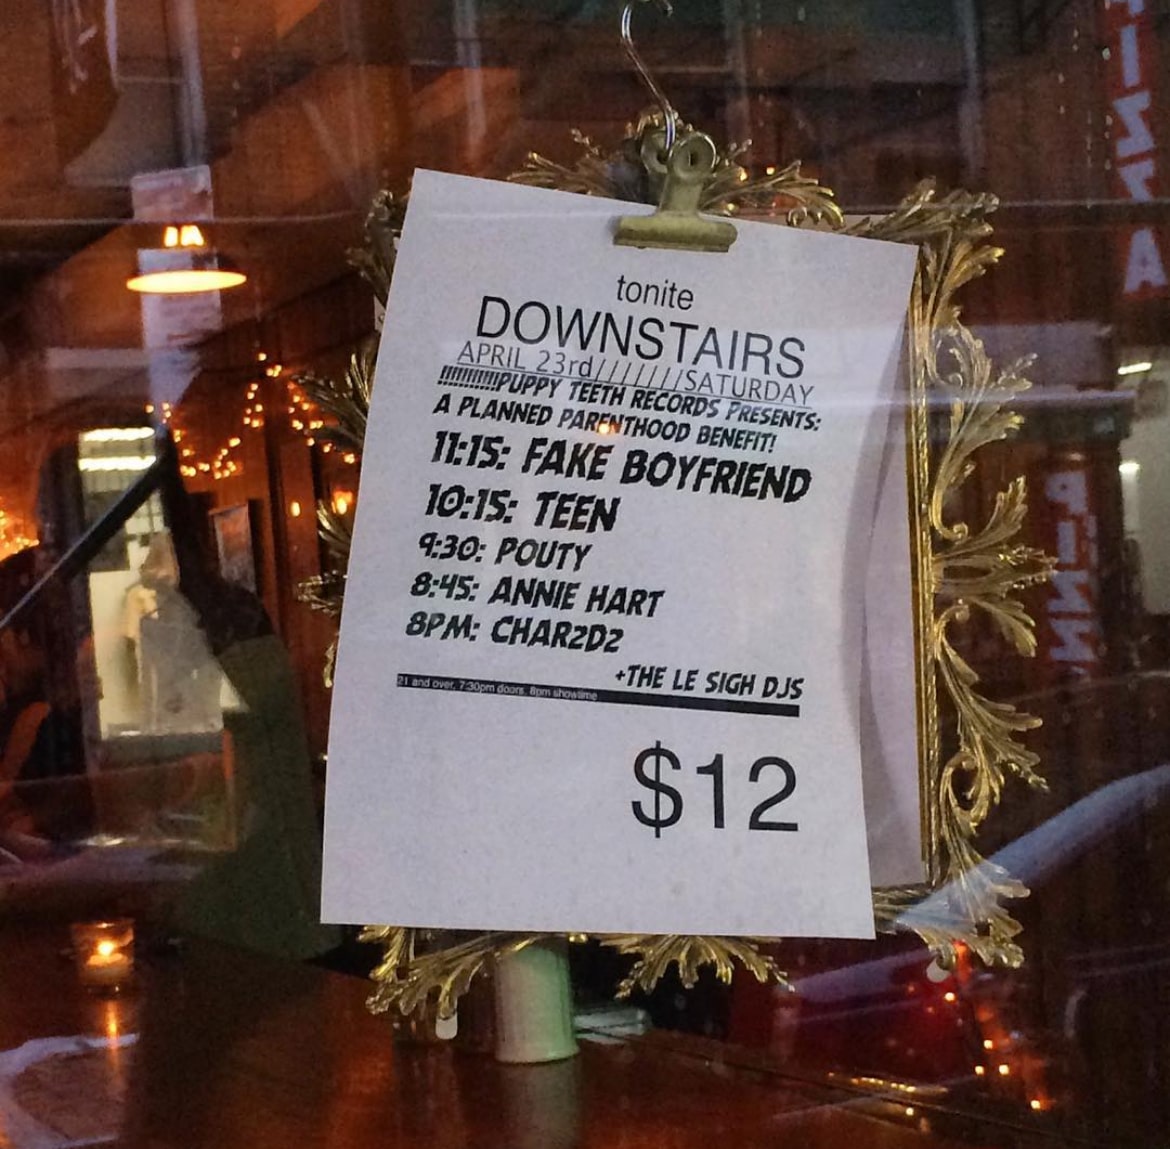 tonite
DOWNSTAIRS
APRIL 23rd////////SATURDAY
PUPPY TEETH RECORDS PRESENTS:
A PLANNED PARENTHOOD BENEFIT!
11:15: FAKE BOYFRIEND
10:15: TEEN
9:30: POUTY
8:45: ANNIE HART
8PM: CHAR2D2
+THE LE SIGH DJS
21 and over, 7:30pm doors, 8pm showtime
$12
PIZZA